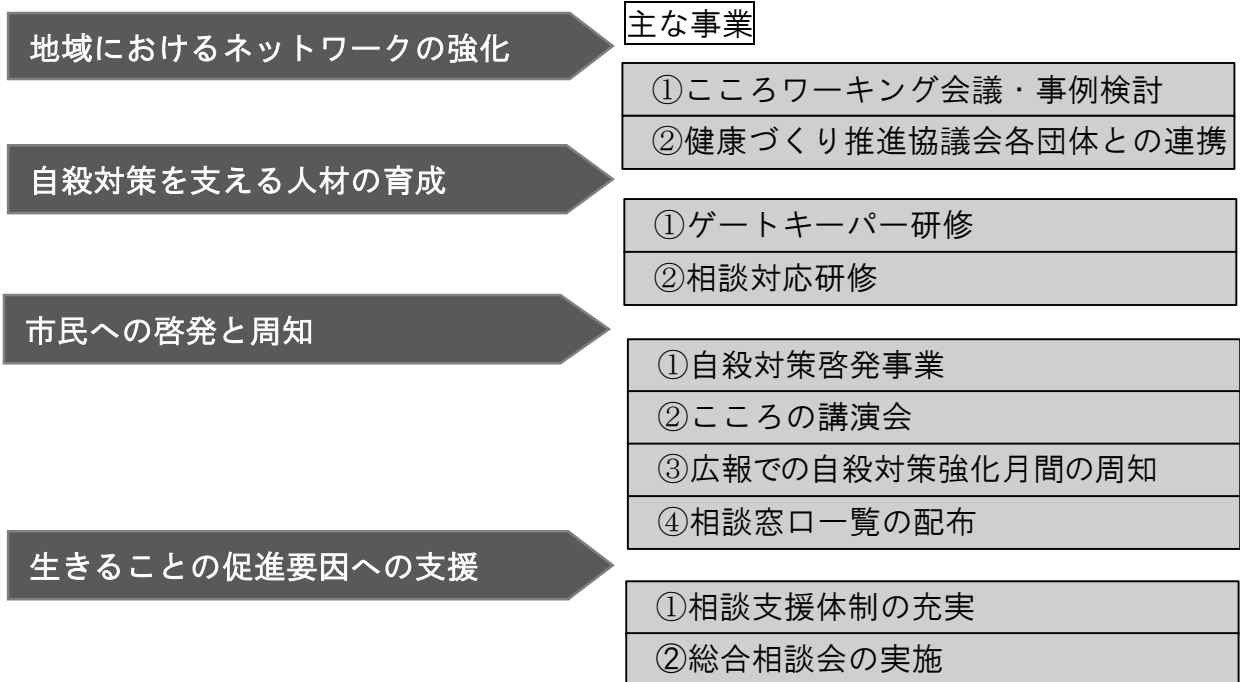 主な事業
地域におけるネットワークの強化
①こころワーキング会議・事例検討
②健康づくり推進協議会各団体との連携
自殺対策を支える人材の育成
①ゲートキーパー研修
②相談対応研修
市民への啓発と周知
①自殺対策啓発事業
②こころの講演会
③広報での自殺対策強化月間の周知
④相談窓口一覧の配布
生きることの促進要因への支援
①相談支援体制の充実
②総合相談会の実施